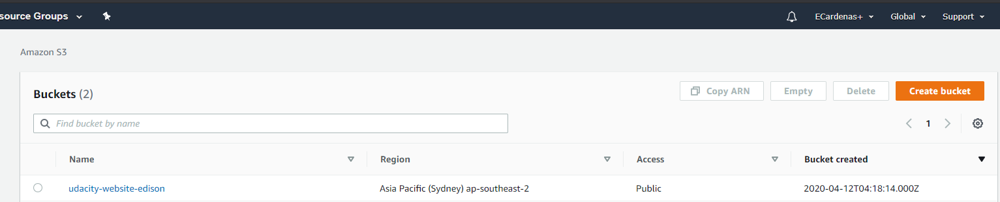 source Groups ECardenas+ Global Support
Amazon S3
Buckets (2) Copy ARN Empty Delete Create bucket
Find bucket by name 1
Name Region Access Bucket created
udacity-website-edison Asia Pacific (Sydney) ap-southeast-2 Public 2020-04-12T04:18:14.000Z